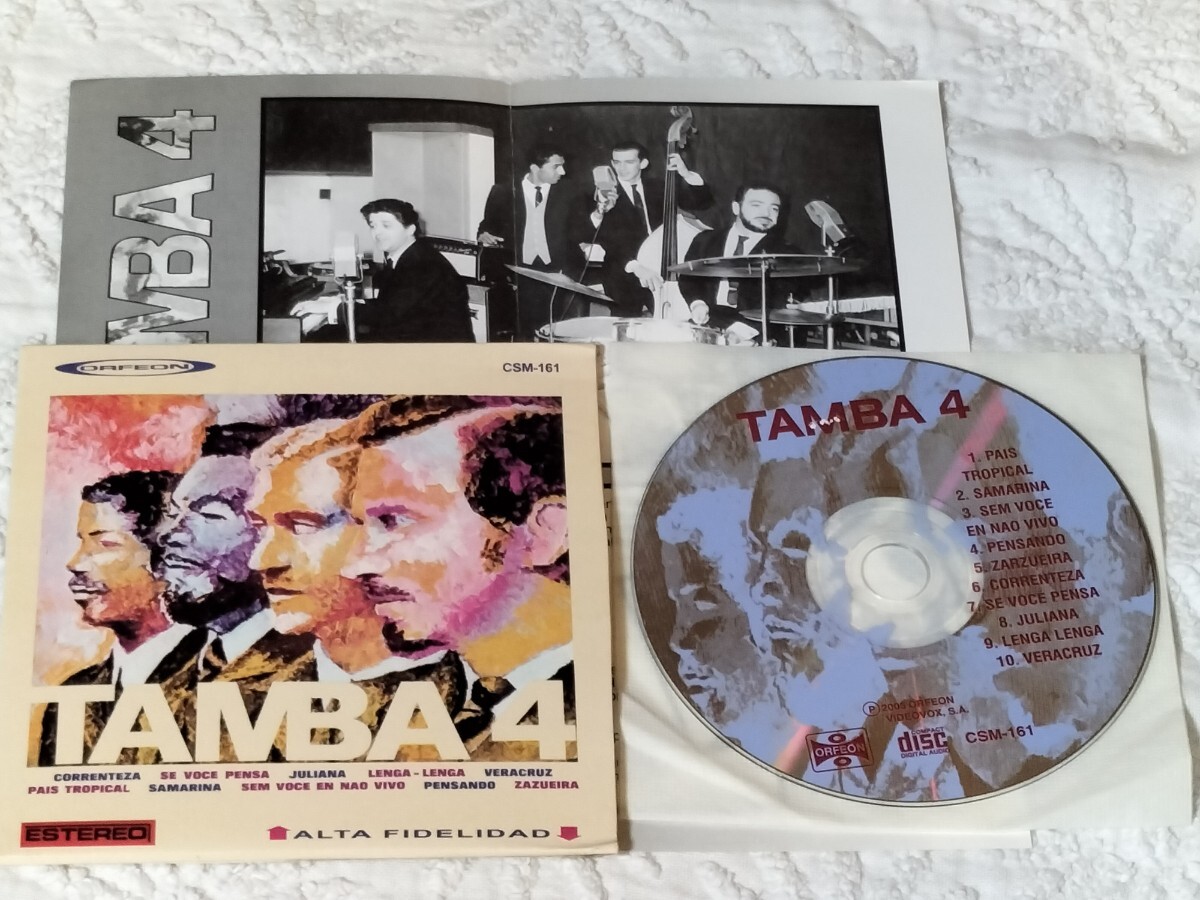 MBA 4
ORFEON
CSM-161
TAMBA 4
CORRENTEZA SE VOCE PENSA JULIANA LENGA-LENGA VERACRUZ
PAIS TROPICAL SAMARINA SEM VOCE EN NAO VIVO PENSANDO ZAZUEIRA
ESTEREO
ALTA FIDELIDAD
TAMBA 4
1. PAIS
TROPICAL
2. SAMARINA
3. SEM VOCE
EN NAO VIVO
4. PENSANDO
5. ZARZUEIRA
6. CORRENTEZA
7. SE VOCE PENSA
8. JULIANA
9. LENGA LENGA
10. VERACRUZ
Ⓟ 2005 ORFEON
VIDEOVOX, S.A.
ORFEON
COMPACT
disc
DIGITAL AUDIO
CSM-161